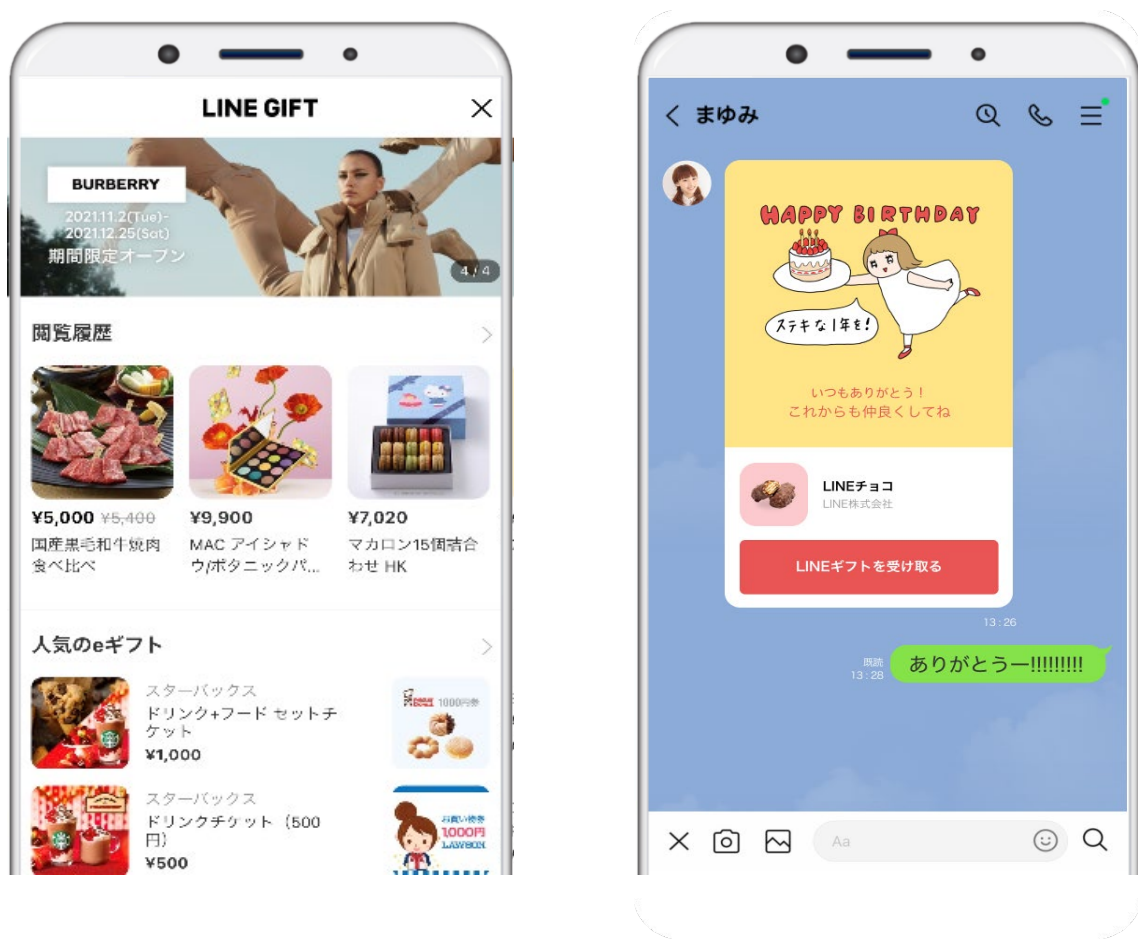 LINE GIFT
BURBERRY
2021.11.2(Tue)-
2021.12.25(Sat)
期間限定オープン
4 / 4
閲覧履歴
¥5,000 ¥5,400
国産黒毛和牛焼肉
食べ比べ
¥9,900
MAC アイシャド
ウ/ボタニックパ...
¥7,020
マカロン15個詰合
わせ HK
人気のeギフト
スターバックス
ドリンク+フード セットチ
ケット
¥1,000
1000円券
スターバックス
ドリンクチケット（500
円）
¥500
お買い物券
1,000円
LAWSON
まゆみ
HAPPY BIRTHDAY
ステキな1年を!
いつもありがとう！
これからも仲良くしてね
LINEチョコ
LINE株式会社
LINEギフトを受け取る
13:26
既読
13:28
ありがとうー!!!!!!!!!
Aa